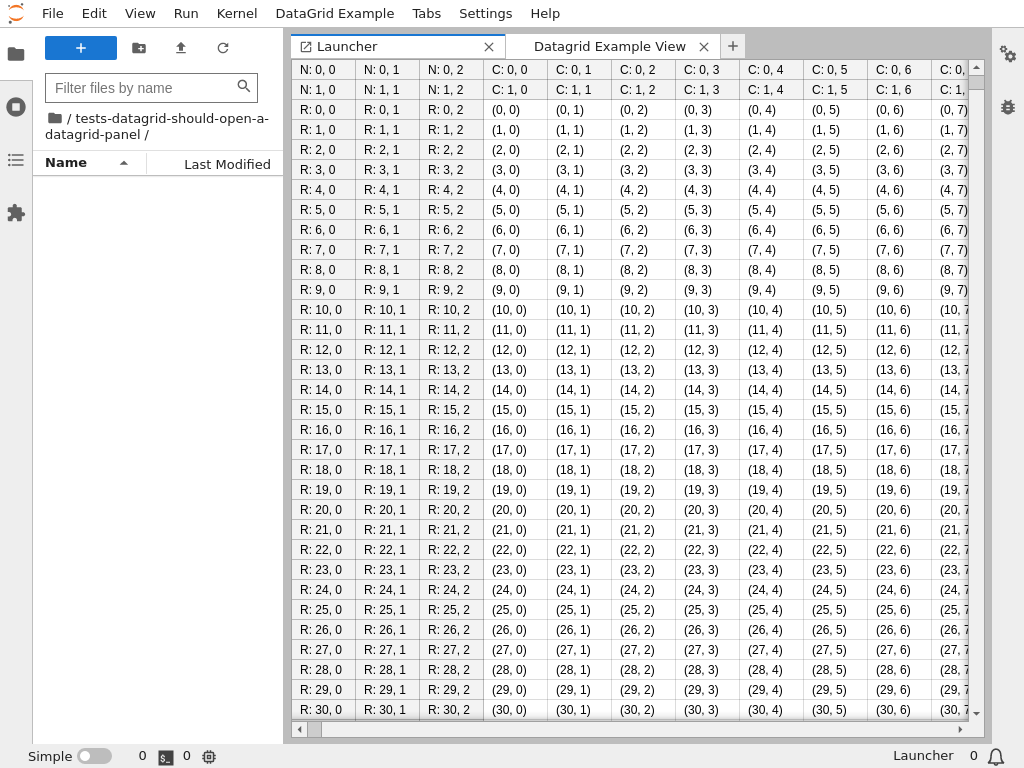 File Edit View Run Kernel DataGrid Example Tabs Settings Help
Launcher Datagrid Example View
Filter files by name
/ tests-datagrid-should-open-a-
datagrid-panel /
Name Last Modified
N: 0, 0 N: 0, 1 N: 0, 2 C: 0, 0 C: 0, 1 C: 0, 2 C: 0, 3 C: 0, 4 C: 0, 5 C: 0, 6 C: 0,
N: 1, 0 N: 1, 1 N: 1, 2 C: 1, 0 C: 1, 1 C: 1, 2 C: 1, 3 C: 1, 4 C: 1, 5 C: 1, 6 C: 1,
R: 0, 0 R: 0, 1 R: 0, 2 (0, 0) (0, 1) (0, 2) (0, 3) (0, 4) (0, 5) (0, 6) (0, 7)
R: 1, 0 R: 1, 1 R: 1, 2 (1, 0) (1, 1) (1, 2) (1, 3) (1, 4) (1, 5) (1, 6) (1, 7)
R: 2, 0 R: 2, 1 R: 2, 2 (2, 0) (2, 1) (2, 2) (2, 3) (2, 4) (2, 5) (2, 6) (2, 7)
R: 3, 0 R: 3, 1 R: 3, 2 (3, 0) (3, 1) (3, 2) (3, 3) (3, 4) (3, 5) (3, 6) (3, 7)
R: 4, 0 R: 4, 1 R: 4, 2 (4, 0) (4, 1) (4, 2) (4, 3) (4, 4) (4, 5) (4, 6) (4, 7)
R: 5, 0 R: 5, 1 R: 5, 2 (5, 0) (5, 1) (5, 2) (5, 3) (5, 4) (5, 5) (5, 6) (5, 7)
R: 6, 0 R: 6, 1 R: 6, 2 (6, 0) (6, 1) (6, 2) (6, 3) (6, 4) (6, 5) (6, 6) (6, 7)
R: 7, 0 R: 7, 1 R: 7, 2 (7, 0) (7, 1) (7, 2) (7, 3) (7, 4) (7, 5) (7, 6) (7, 7)
R: 8, 0 R: 8, 1 R: 8, 2 (8, 0) (8, 1) (8, 2) (8, 3) (8, 4) (8, 5) (8, 6) (8, 7)
R: 9, 0 R: 9, 1 R: 9, 2 (9, 0) (9, 1) (9, 2) (9, 3) (9, 4) (9, 5) (9, 6) (9, 7)
R: 10, 0 R: 10, 1 R: 10, 2 (10, 0) (10, 1) (10, 2) (10, 3) (10, 4) (10, 5) (10, 6) (10, 7
R: 11, 0 R: 11, 1 R: 11, 2 (11, 0) (11, 1) (11, 2) (11, 3) (11, 4) (11, 5) (11, 6) (11, 7
R: 12, 0 R: 12, 1 R: 12, 2 (12, 0) (12, 1) (12, 2) (12, 3) (12, 4) (12, 5) (12, 6) (12, 7
R: 13, 0 R: 13, 1 R: 13, 2 (13, 0) (13, 1) (13, 2) (13, 3) (13, 4) (13, 5) (13, 6) (13, 7
R: 14, 0 R: 14, 1 R: 14, 2 (14, 0) (14, 1) (14, 2) (14, 3) (14, 4) (14, 5) (14, 6) (14, 7
R: 15, 0 R: 15, 1 R: 15, 2 (15, 0) (15, 1) (15, 2) (15, 3) (15, 4) (15, 5) (15, 6) (15, 7
R: 16, 0 R: 16, 1 R: 16, 2 (16, 0) (16, 1) (16, 2) (16, 3) (16, 4) (16, 5) (16, 6) (16, 7
R: 17, 0 R: 17, 1 R: 17, 2 (17, 0) (17, 1) (17, 2) (17, 3) (17, 4) (17, 5) (17, 6) (17, 7
R: 18, 0 R: 18, 1 R: 18, 2 (18, 0) (18, 1) (18, 2) (18, 3) (18, 4) (18, 5) (18, 6) (18, 7
R: 19, 0 R: 19, 1 R: 19, 2 (19, 0) (19, 1) (19, 2) (19, 3) (19, 4) (19, 5) (19, 6) (19, 7
R: 20, 0 R: 20, 1 R: 20, 2 (20, 0) (20, 1) (20, 2) (20, 3) (20, 4) (20, 5) (20, 6) (20, 7
R: 21, 0 R: 21, 1 R: 21, 2 (21, 0) (21, 1) (21, 2) (21, 3) (21, 4) (21, 5) (21, 6) (21, 7
R: 22, 0 R: 22, 1 R: 22, 2 (22, 0) (22, 1) (22, 2) (22, 3) (22, 4) (22, 5) (22, 6) (22, 7
R: 23, 0 R: 23, 1 R: 23, 2 (23, 0) (23, 1) (23, 2) (23, 3) (23, 4) (23, 5) (23, 6) (23, 7
R: 24, 0 R: 24, 1 R: 24, 2 (24, 0) (24, 1) (24, 2) (24, 3) (24, 4) (24, 5) (24, 6) (24, 7
R: 25, 0 R: 25, 1 R: 25, 2 (25, 0) (25, 1) (25, 2) (25, 3) (25, 4) (25, 5) (25, 6) (25, 7
R: 26, 0 R: 26, 1 R: 26, 2 (26, 0) (26, 1) (26, 2) (26, 3) (26, 4) (26, 5) (26, 6) (26, 7
R: 27, 0 R: 27, 1 R: 27, 2 (27, 0) (27, 1) (27, 2) (27, 3) (27, 4) (27, 5) (27, 6) (27, 7
R: 28, 0 R: 28, 1 R: 28, 2 (28, 0) (28, 1) (28, 2) (28, 3) (28, 4) (28, 5) (28, 6) (28, 7
R: 29, 0 R: 29, 1 R: 29, 2 (29, 0) (29, 1) (29, 2) (29, 3) (29, 4) (29, 5) (29, 6) (29, 7
R: 30, 0 R: 30, 1 R: 30, 2 (30, 0) (30, 1) (30, 2) (30, 3) (30, 4) (30, 5) (30, 6) (30, 7
Simple 0 0 Launcher 0